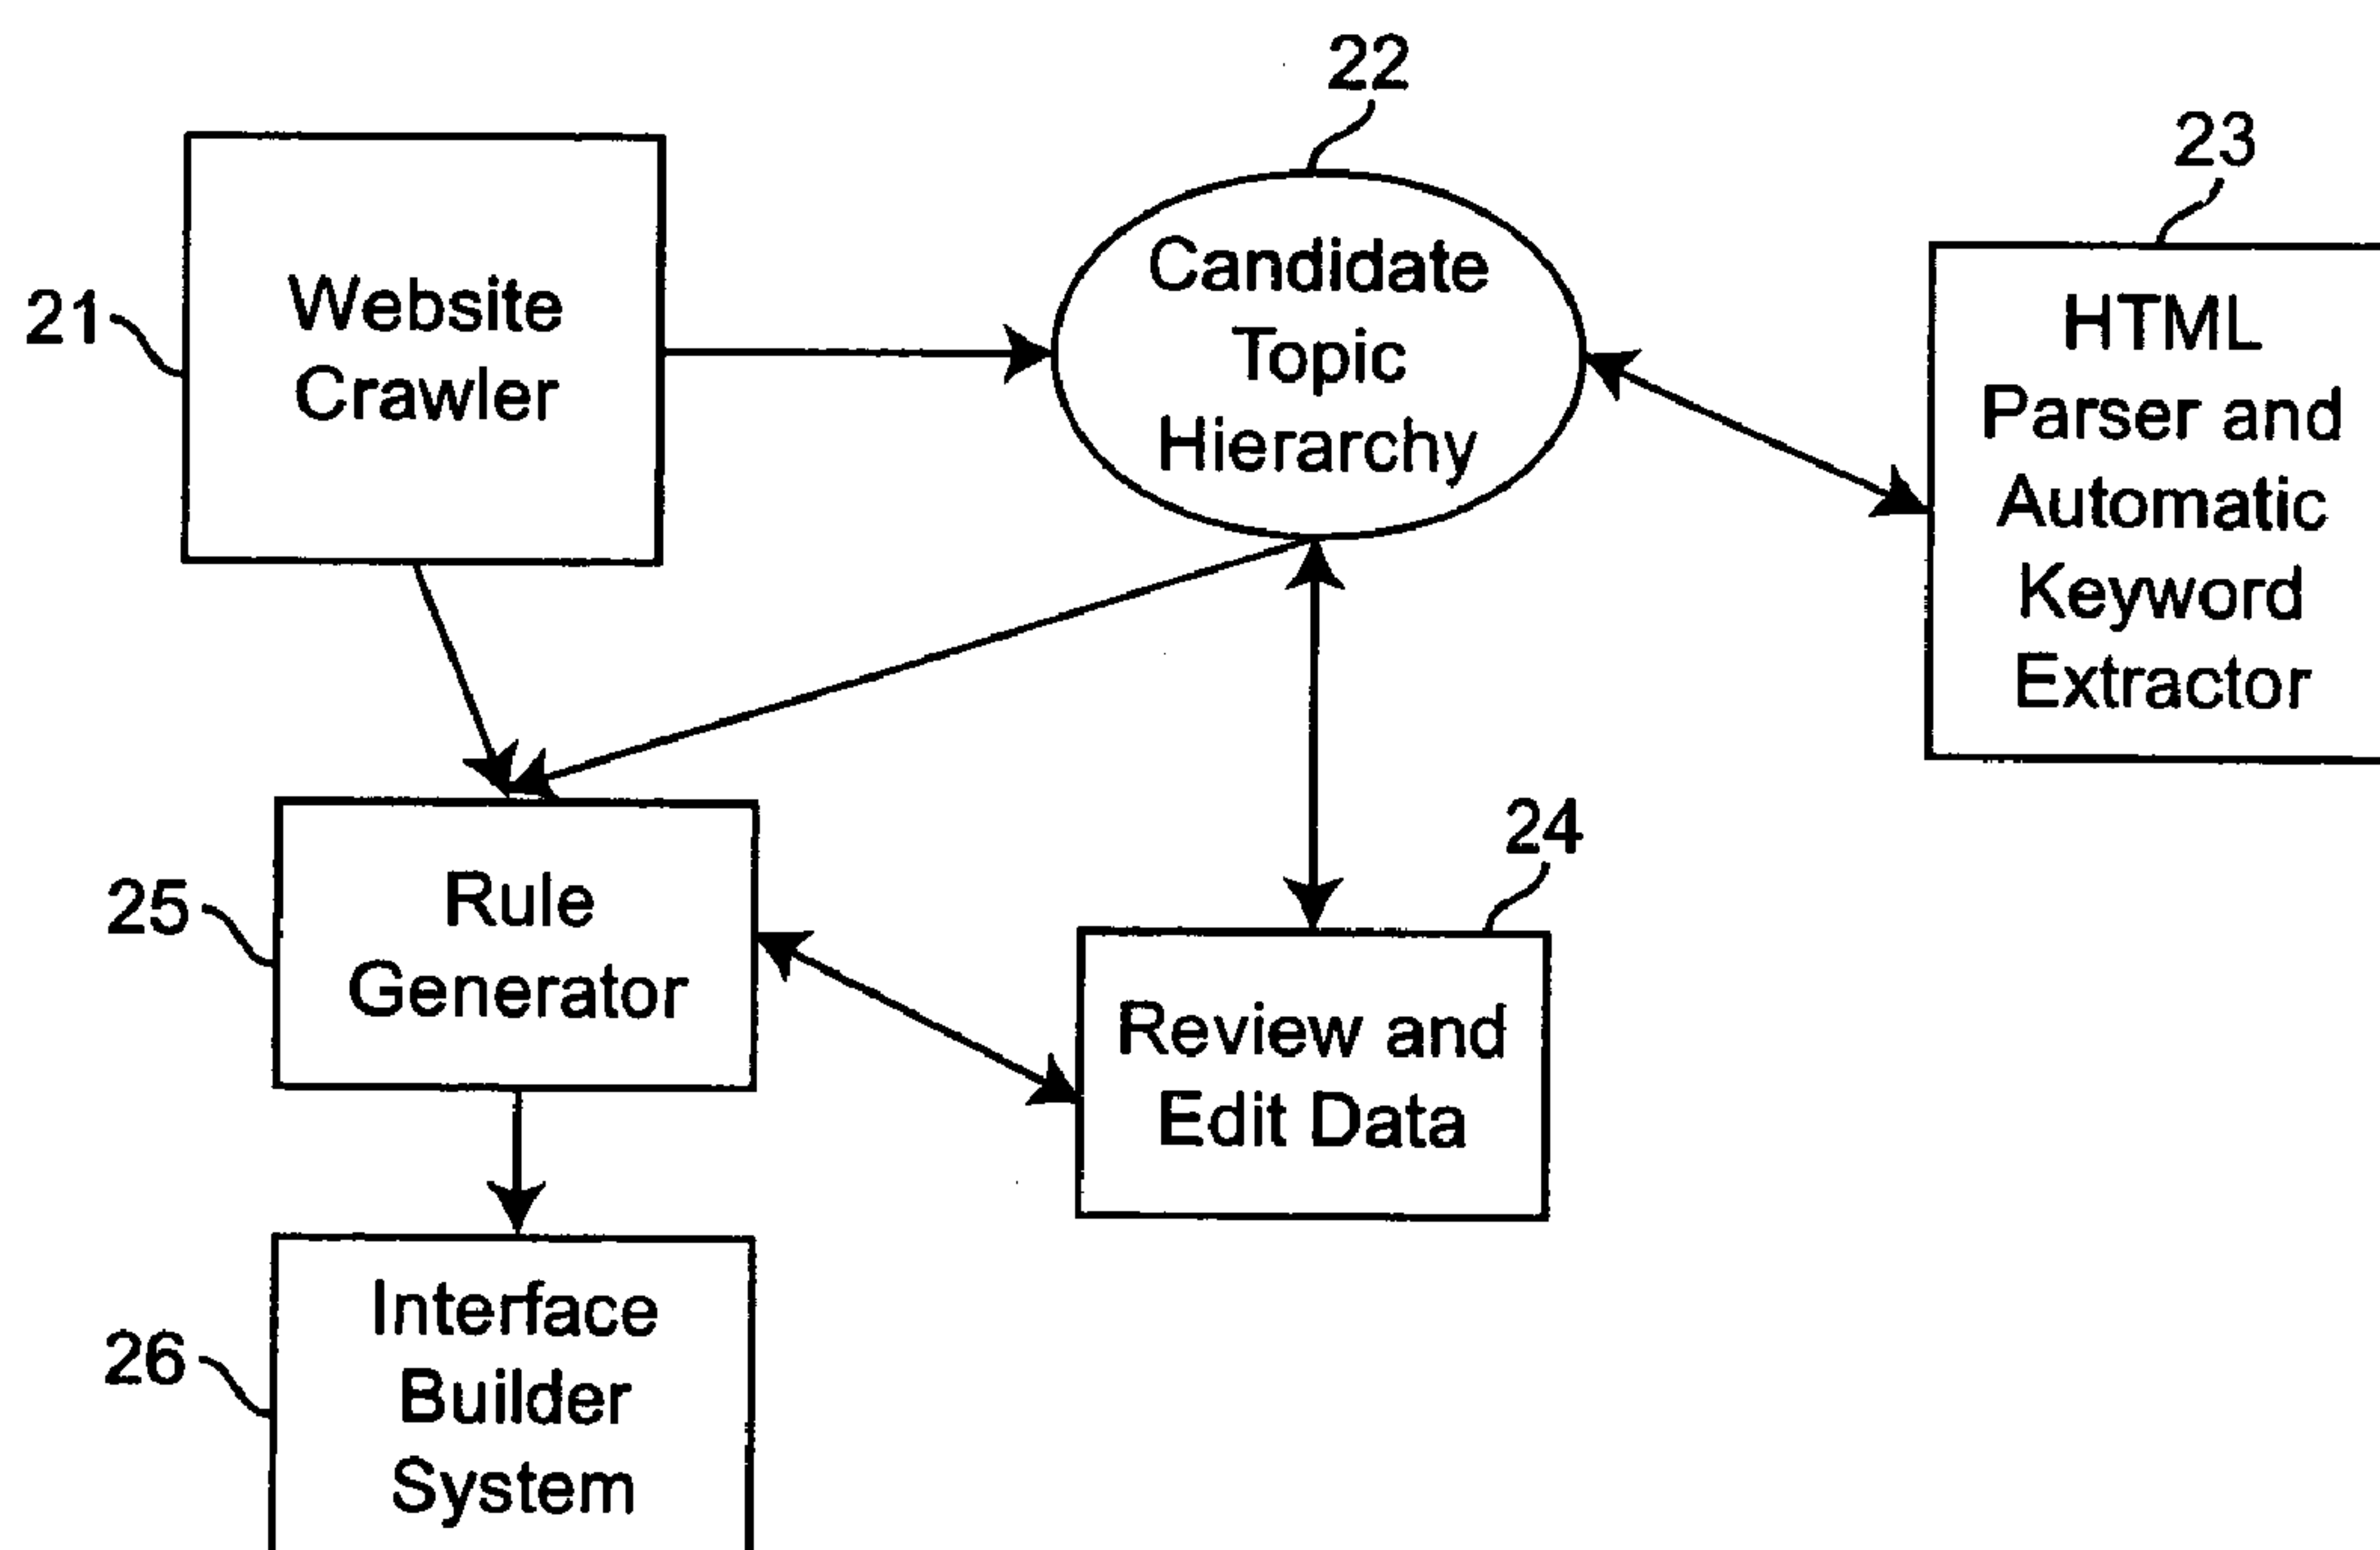 22
23
21
Website
Crawler
Candidate
Topic
Hierarchy
HTML
Parser and
Automatic
Keyword
Extractor
24
25
Rule
Generator
Review and
Edit Data
26
Interface
Builder
System